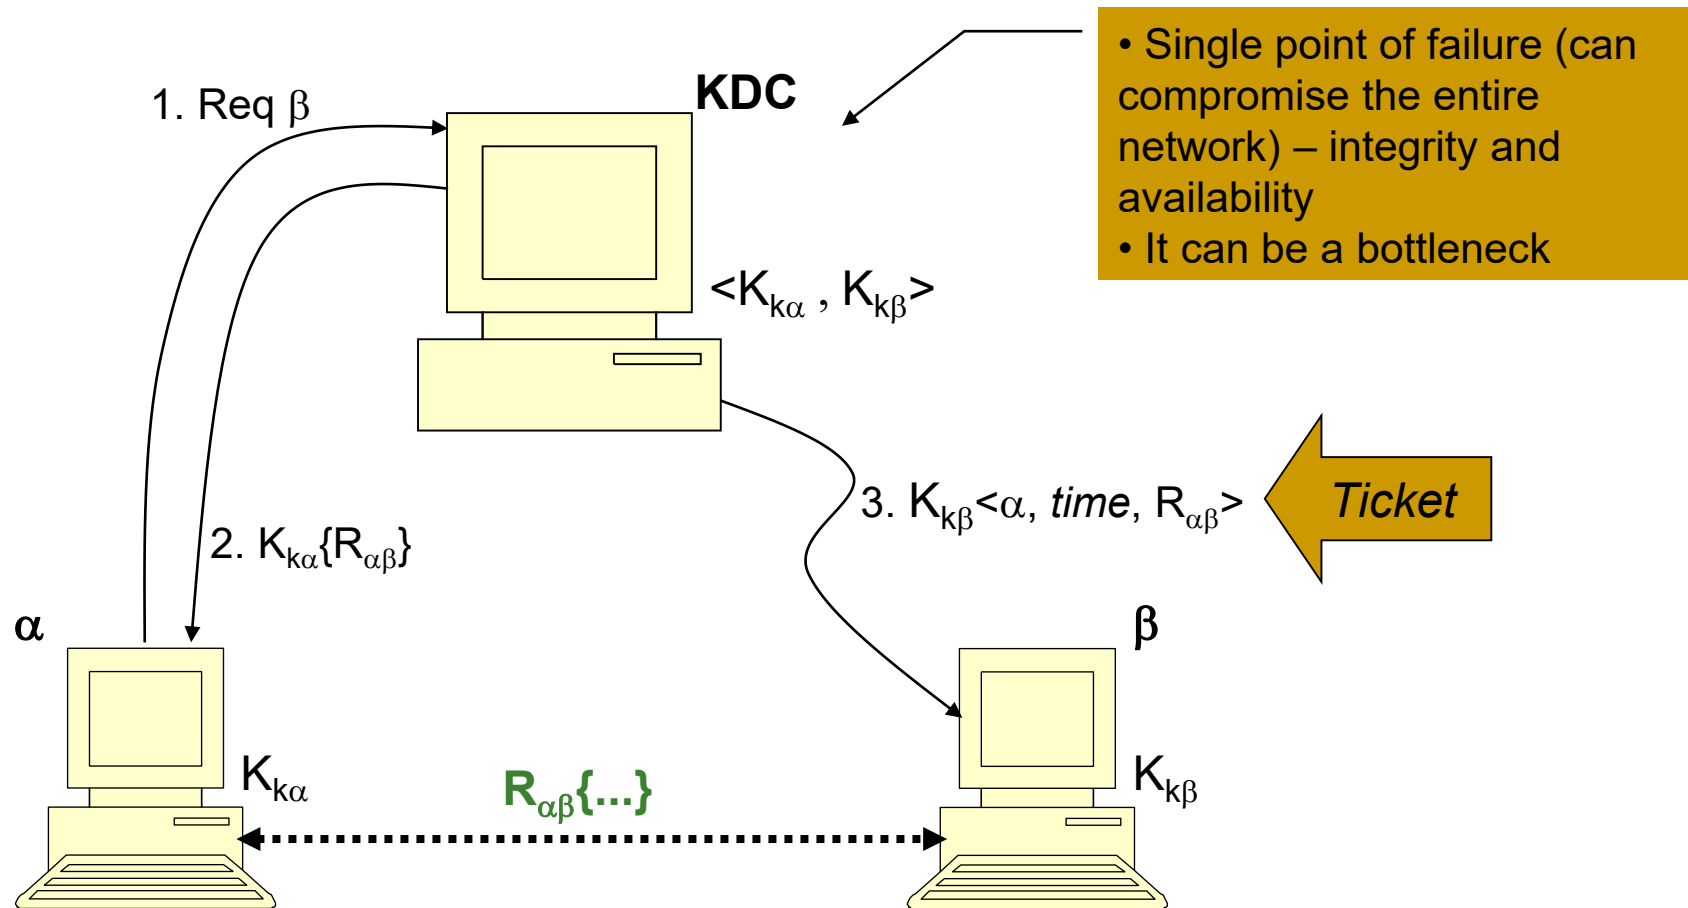 1. Req β
KDC
• Single point of failure (can
compromise the entire
network) – integrity and
availability
• It can be a bottleneck
<Kkα , Kkβ>
3. Kkβ<α, time, Rαβ>
Ticket
2. Kkα{Rαβ}
α
β
Kkα
Rαβ{...}
Kkβ